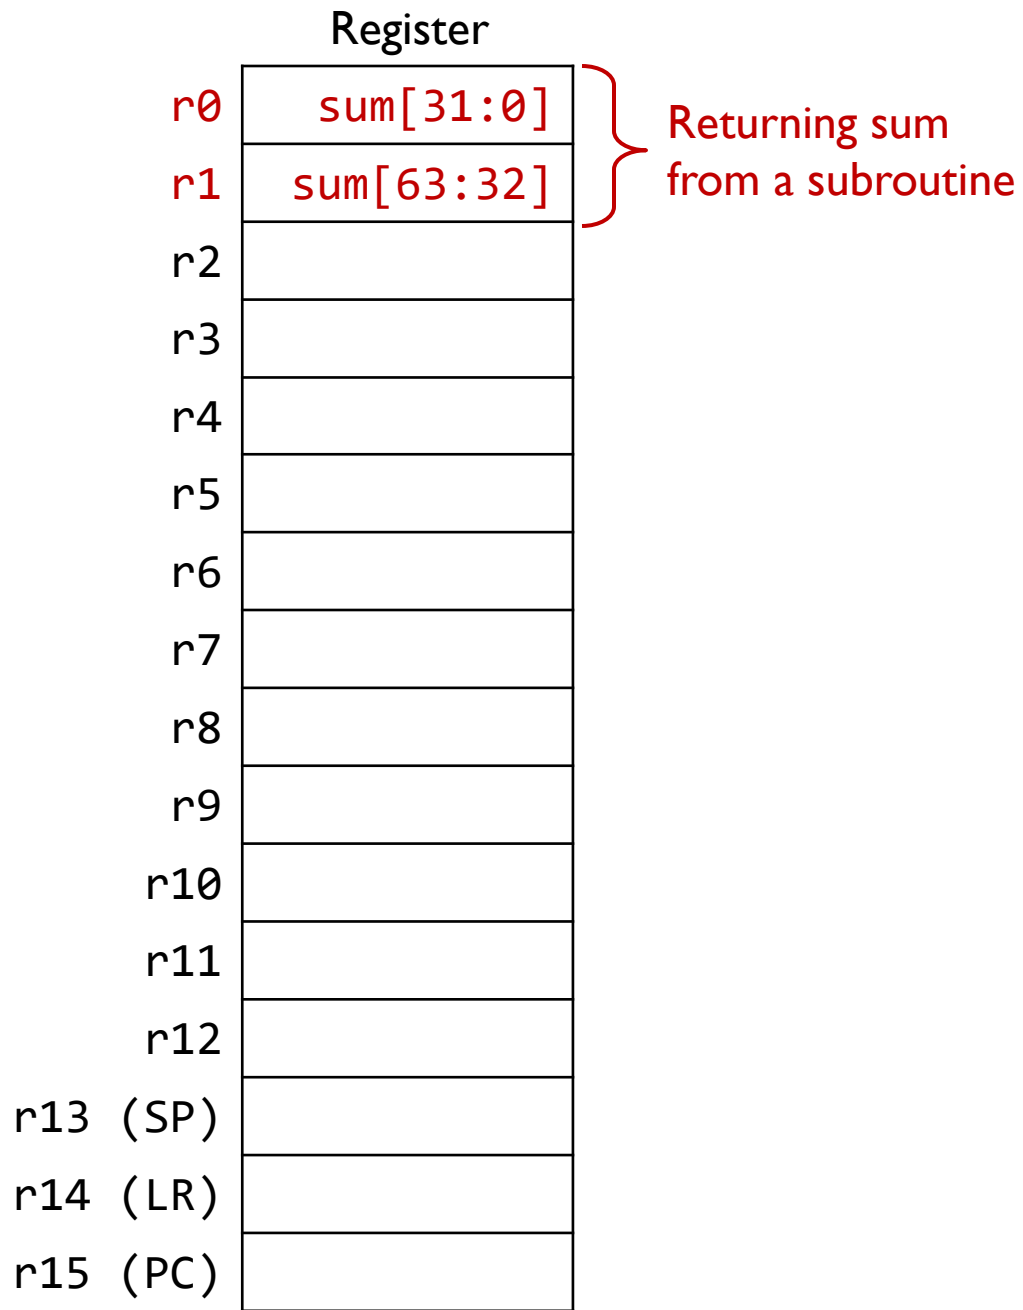 Register
r0 sum[31:0]
r1 sum[63:32]
Returning sum
from a subroutine
r2
r3
r4
r5
r6
r7
r8
r9
r10
r11
r12
r13 (SP)
r14 (LR)
r15 (PC)